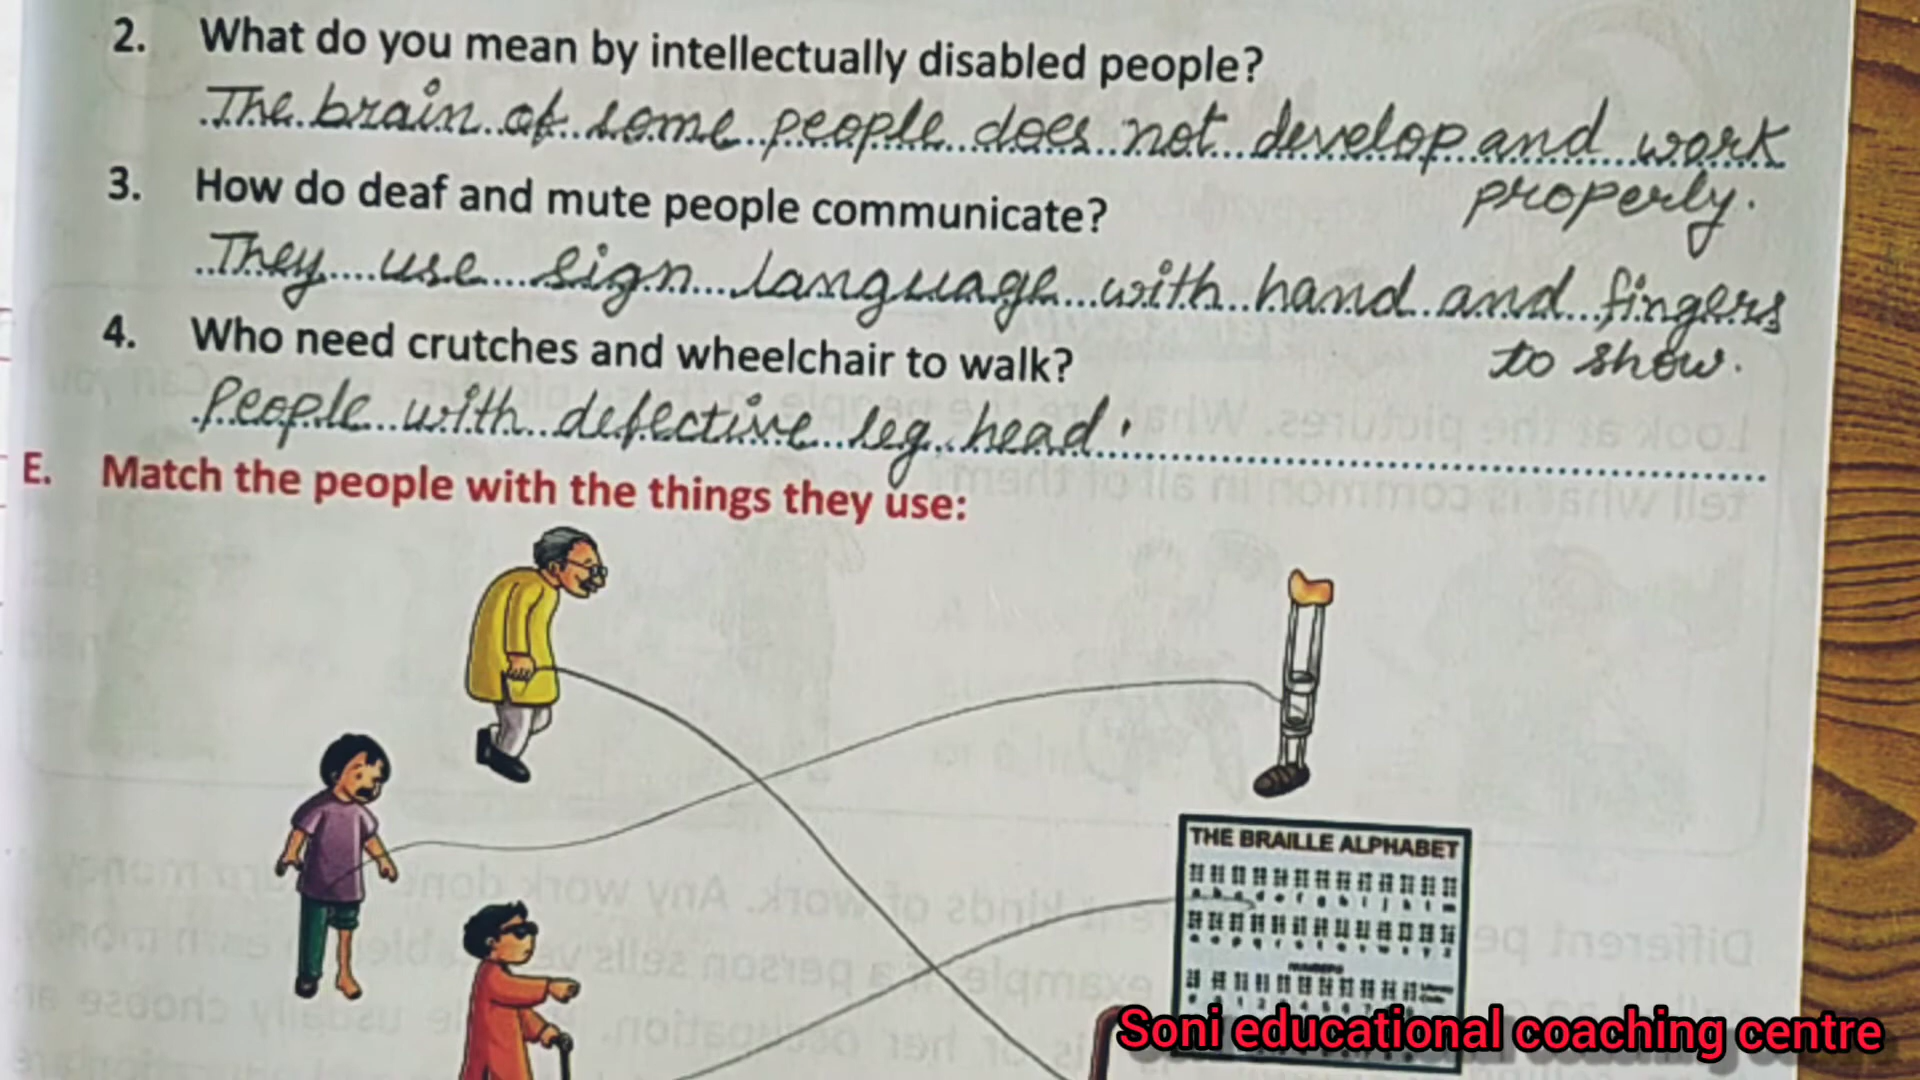 2. What do you mean by intellectually disabled people?
The brain of some people does not develop and work
properly.
3. How do deaf and mute people communicate?
They use sign language with hand and fingers
to show.
4. Who need crutches and wheelchair to walk?
People with defective leg, head.
E. Match the people with the things they use:
THE BRAILLE ALPHABET
NUMBERS
Soni educational coaching centre